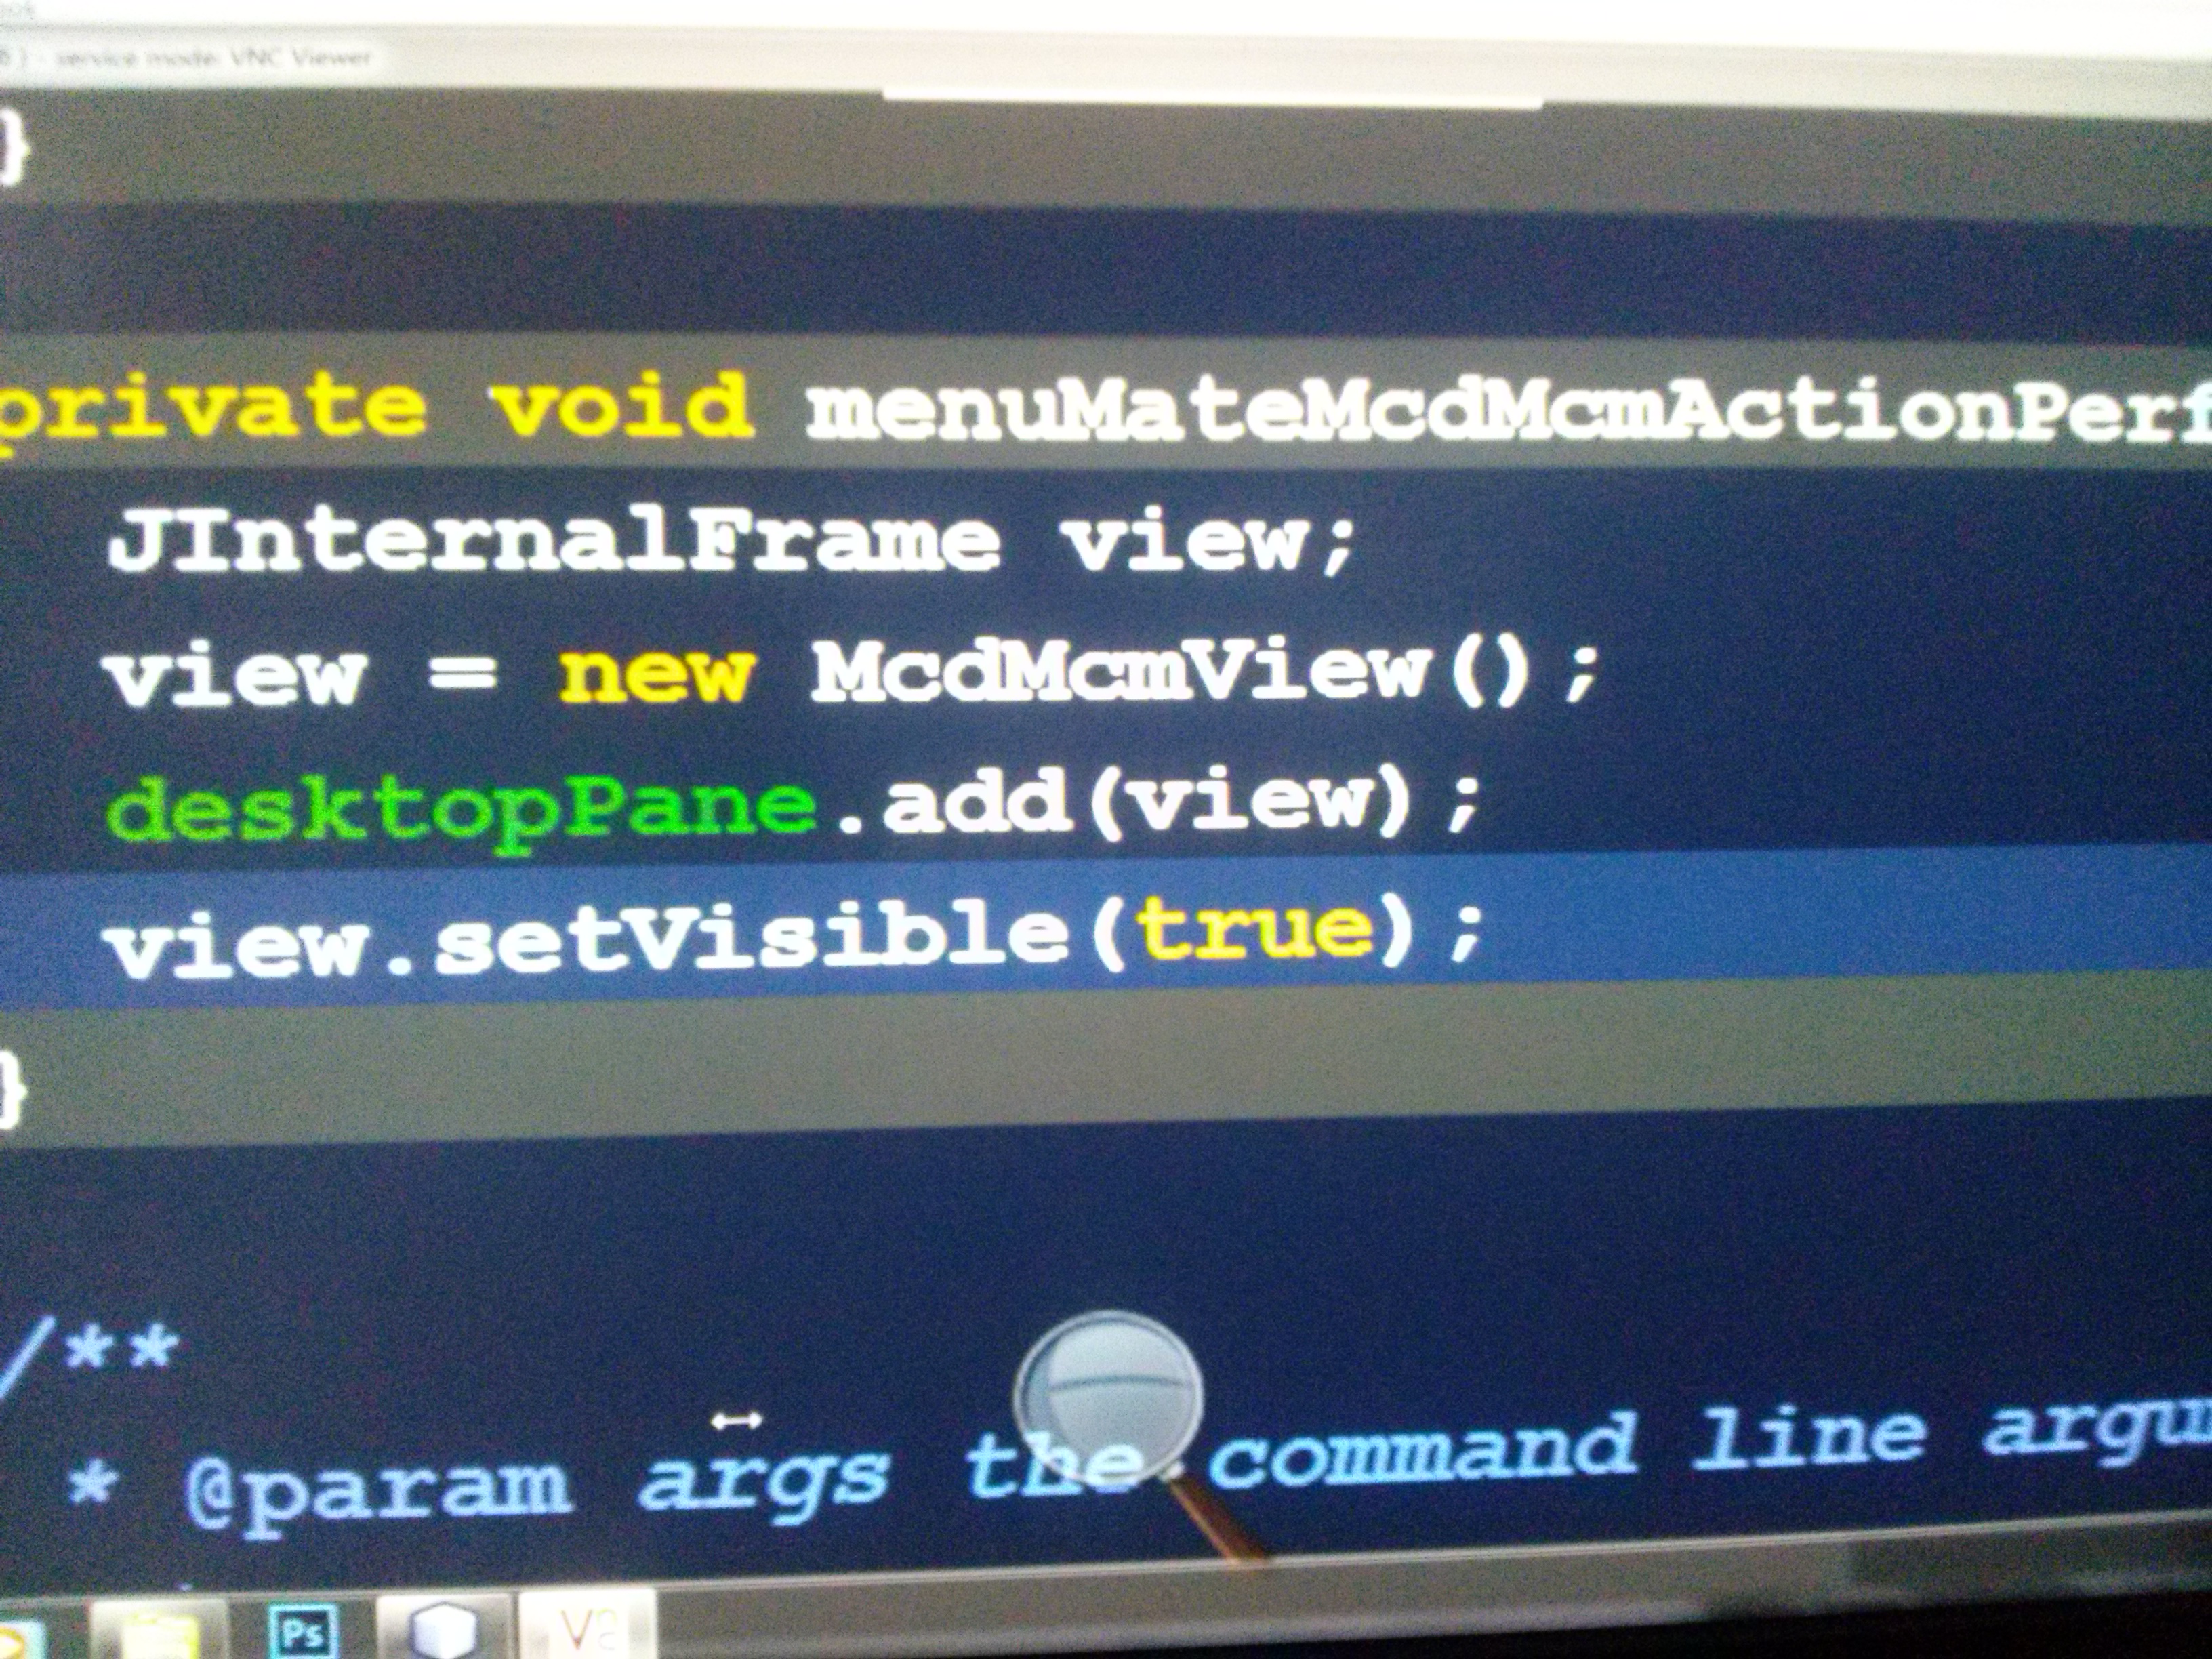 ) - service mode VNC Viewer
}
private void menuMateMcdMcmActionPerf
JInternalFrame view;
view = new McdMcmView();
desktopPane.add(view);
view.setVisible(true);
}
/**
* @param args the command line argu
Ps